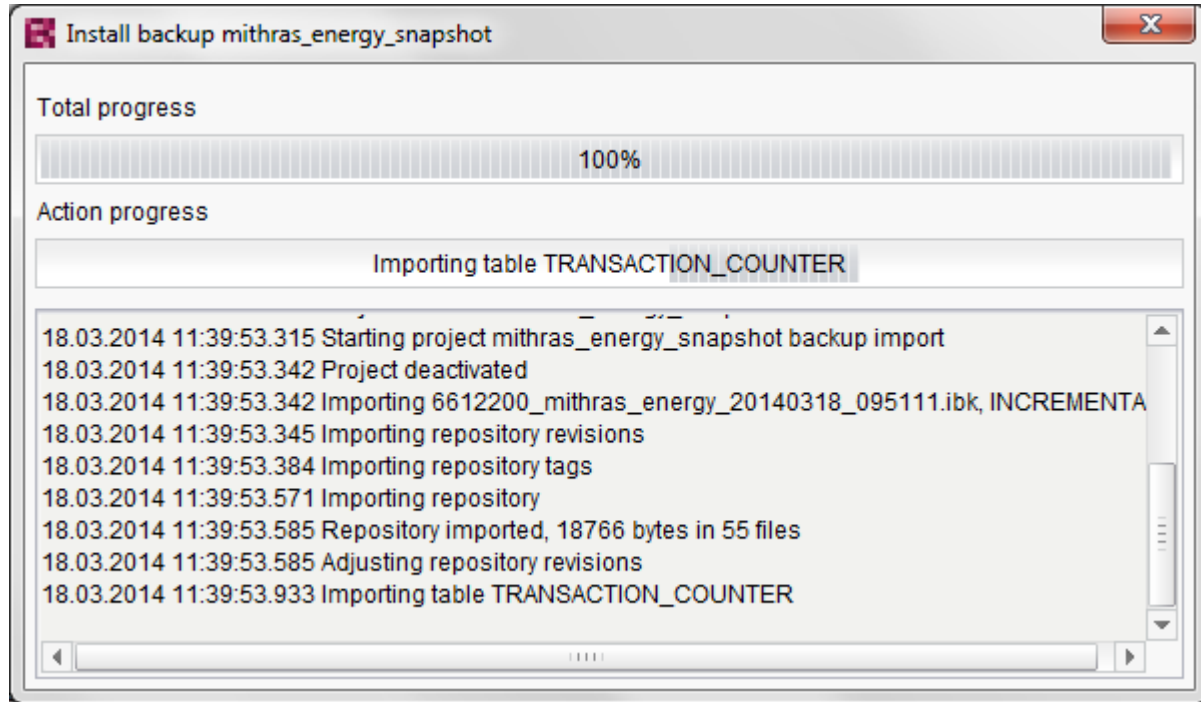 Install backup mithras_energy_snapshot
Total progress
100%
Action progress
Importing table TRANSACTION_COUNTER
18.03.2014 11:39:53.315 Starting project mithras_energy_snapshot backup import
18.03.2014 11:39:53.342 Project deactivated
18.03.2014 11:39:53.342 Importing 6612200_mithras_energy_20140318_095111.ibk, INCREMENTA
18.03.2014 11:39:53.345 Importing repository revisions
18.03.2014 11:39:53.384 Importing repository tags
18.03.2014 11:39:53.571 Importing repository
18.03.2014 11:39:53.585 Repository imported, 18766 bytes in 55 files
18.03.2014 11:39:53.585 Adjusting repository revisions
18.03.2014 11:39:53.933 Importing table TRANSACTION_COUNTER